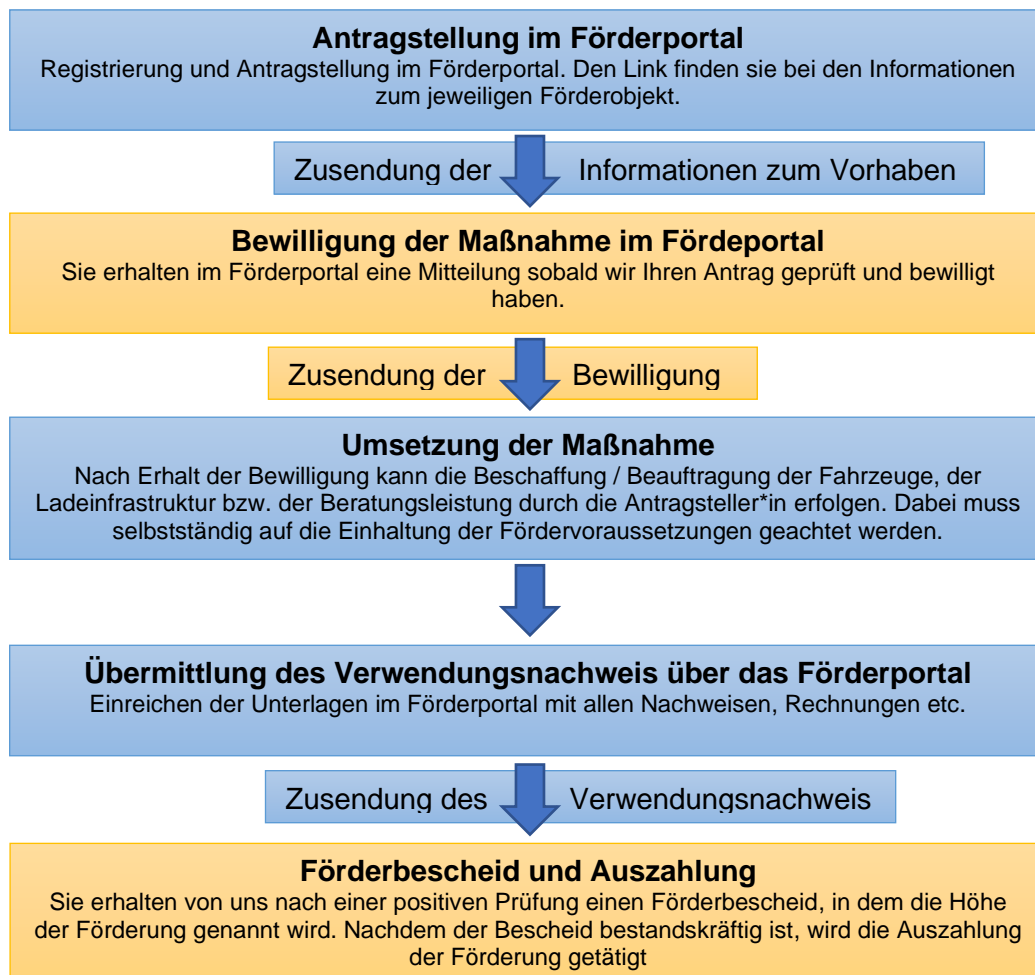 Antragstellung im Förderportal
Registrierung und Antragstellung im Förderportal. Den Link finden sie bei den Informationen
zum jeweiligen Förderobjekt.
Zusendung der Informationen zum Vorhaben
Bewilligung der Maßnahme im Fördeportal
Sie erhalten im Förderportal eine Mitteilung sobald wir Ihren Antrag geprüft und bewilligt
haben.
Zusendung der Bewilligung
Umsetzung der Maßnahme
Nach Erhalt der Bewilligung kann die Beschaffung / Beauftragung der Fahrzeuge, der
Ladeinfrastruktur bzw. der Beratungsleistung durch die Antragsteller*in erfolgen. Dabei muss
selbstständig auf die Einhaltung der Fördervoraussetzungen geachtet werden.
Übermittlung des Verwendungsnachweis über das Förderportal
Einreichen der Unterlagen im Förderportal mit allen Nachweisen, Rechnungen etc.
Zusendung des Verwendungsnachweis
Förderbescheid und Auszahlung
Sie erhalten von uns nach einer positiven Prüfung einen Förderbescheid, in dem die Höhe
der Förderung genannt wird. Nachdem der Bescheid bestandskräftig ist, wird die Auszahlung
der Förderung getätigt